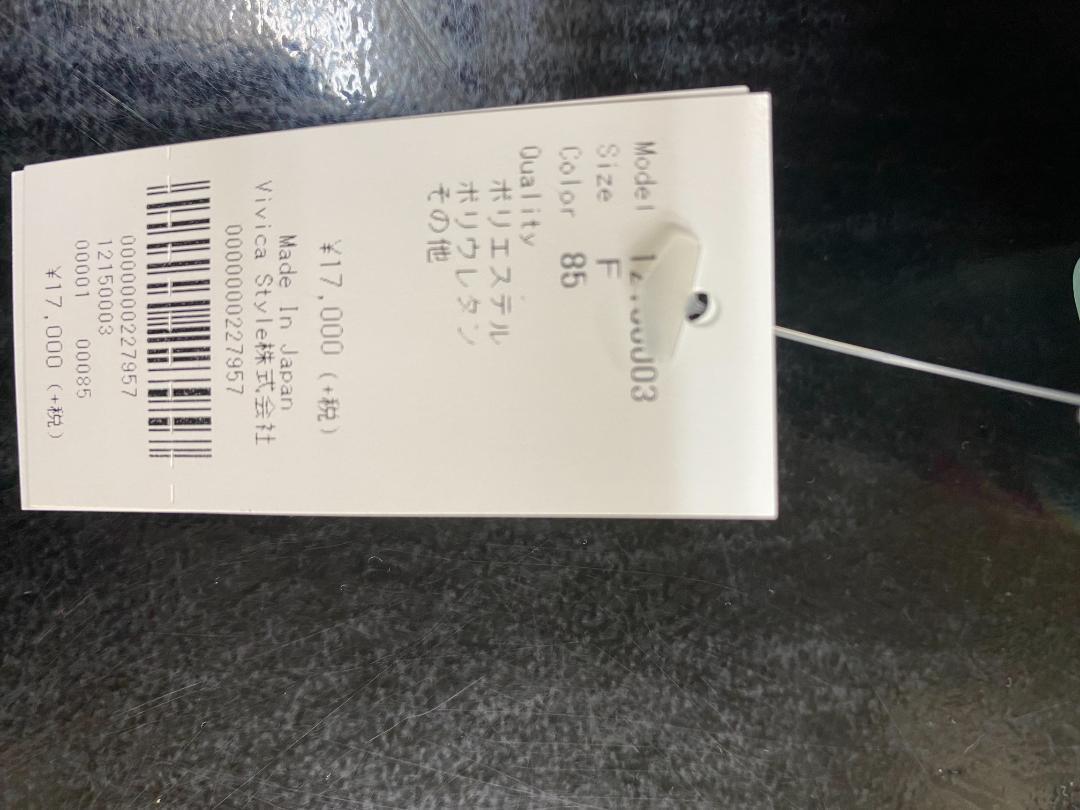 Model
Size F
Color 85
Quality
ポリエステル
ポリウレタン
その他
¥17,000 (+税)
Made In Japan
Vivica Style株式会社
0000000227957
0000000227957
12150003
00001 00085
¥17,000 (+税)